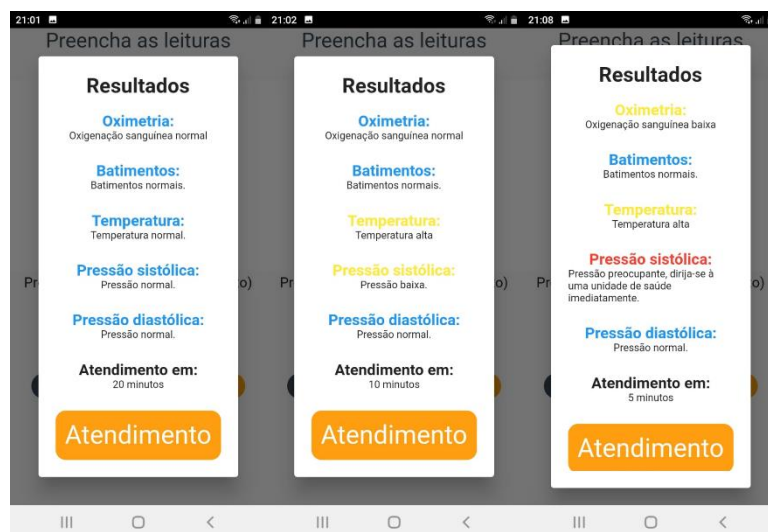 21:01
Preencha as leituras
Resultados
Oximetria:
Oxigenação sanguínea normal
Batimentos:
Batimentos normais.
Temperatura:
Temperatura normal.
Pressão sistólica:
Pressão normal.
Pressão diastólica:
Pressão normal.
Atendimento em:
20 minutos
Atendimento
21:02
Preencha as leituras
Resultados
Oximetria:
Oxigenação sanguínea normal
Batimentos:
Batimentos normais.
Temperatura:
Temperatura alta
Pressão sistólica:
Pressão baixa.
Pressão diastólica:
Pressão normal.
Atendimento em:
10 minutos
Atendimento
21:08
Preencha as leituras
Resultados
Oximetria:
Oxigenação sanguínea baixa
Batimentos:
Batimentos normais.
Temperatura:
Temperatura alta
Pressão sistólica:
Pressão preocupante, dirija-se à
uma unidade de saúde
imediatamente.
Pressão diastólica:
Pressão normal.
Atendimento em:
5 minutos
Atendimento